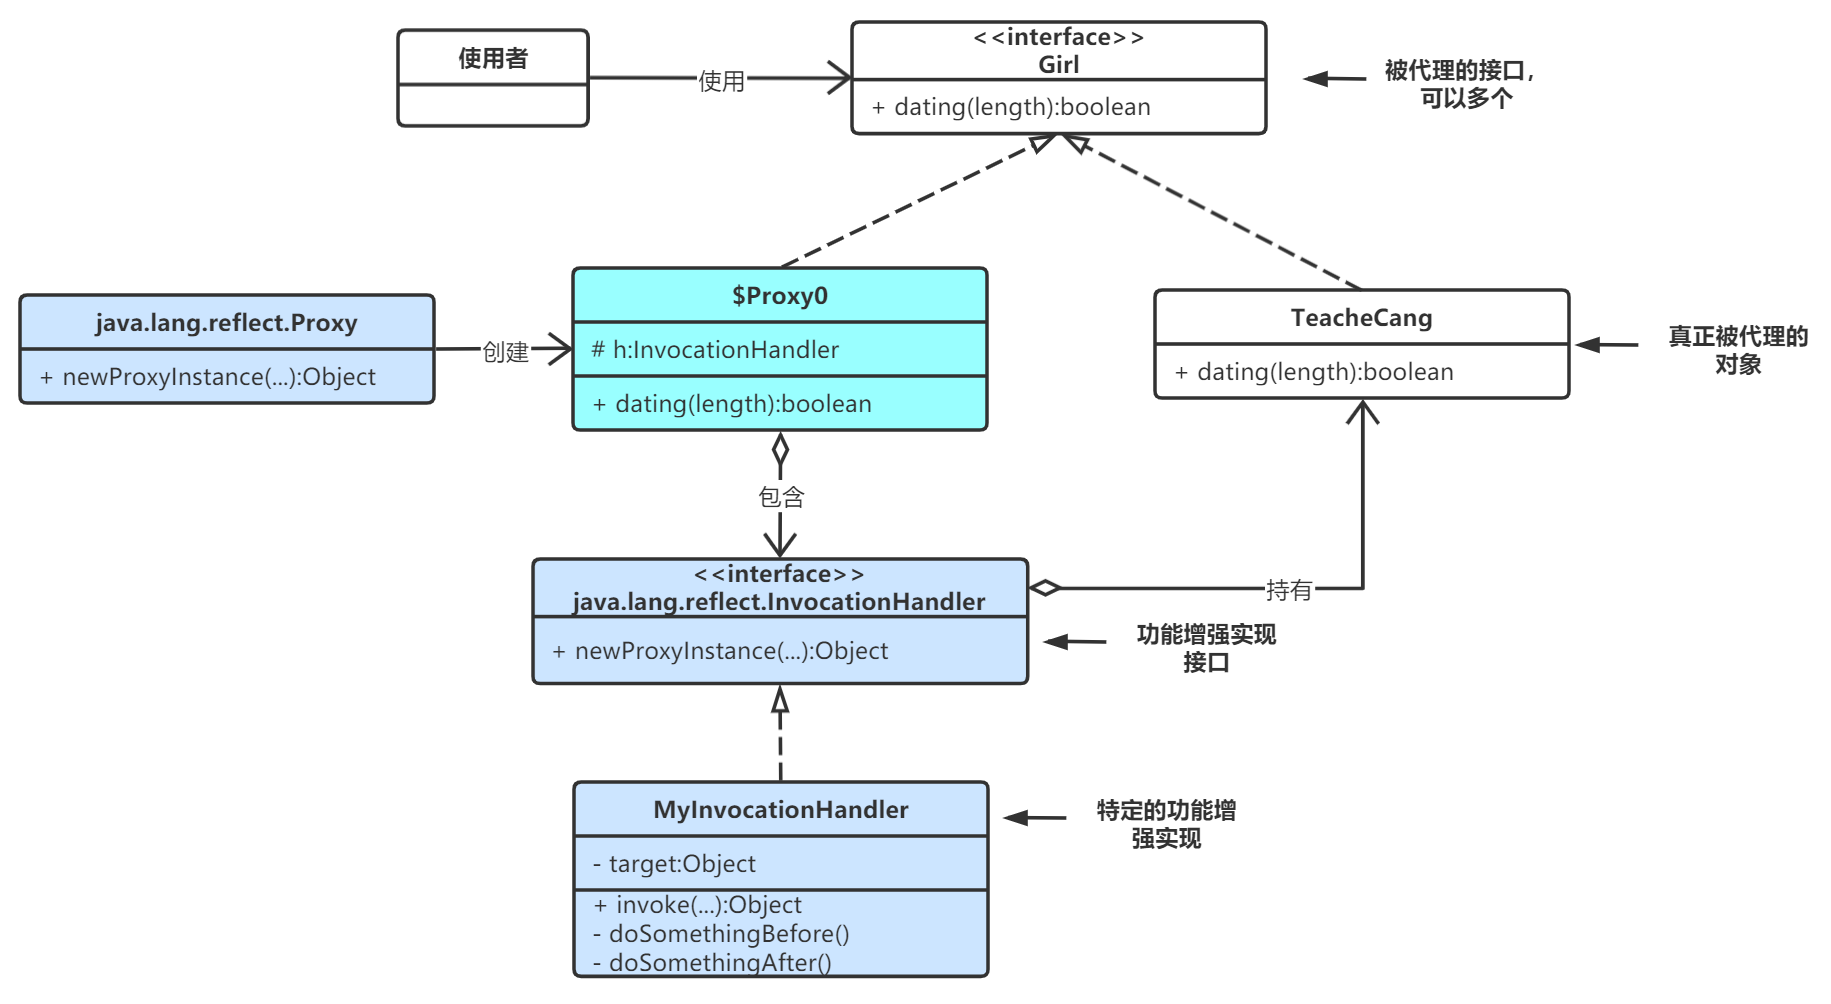 使用者
使用
<<interface>>
Girl
+ dating(length):boolean
被代理的接口，
可以多个
java.lang.reflect.Proxy
+ newProxyInstance(...):Object
创建
$Proxy0
# h:InvocationHandler
+ dating(length):boolean
TeacheCang
+ dating(length):boolean
真正被代理的
对象
包含
<<interface>>
java.lang.reflect.InvocationHandler
+ newProxyInstance(...):Object
持有
功能增强实现
接口
MyInvocationHandler
- target:Object
+ invoke(...):Object
- doSomethingBefore()
- doSomethingAfter()
特定的功能增
强实现